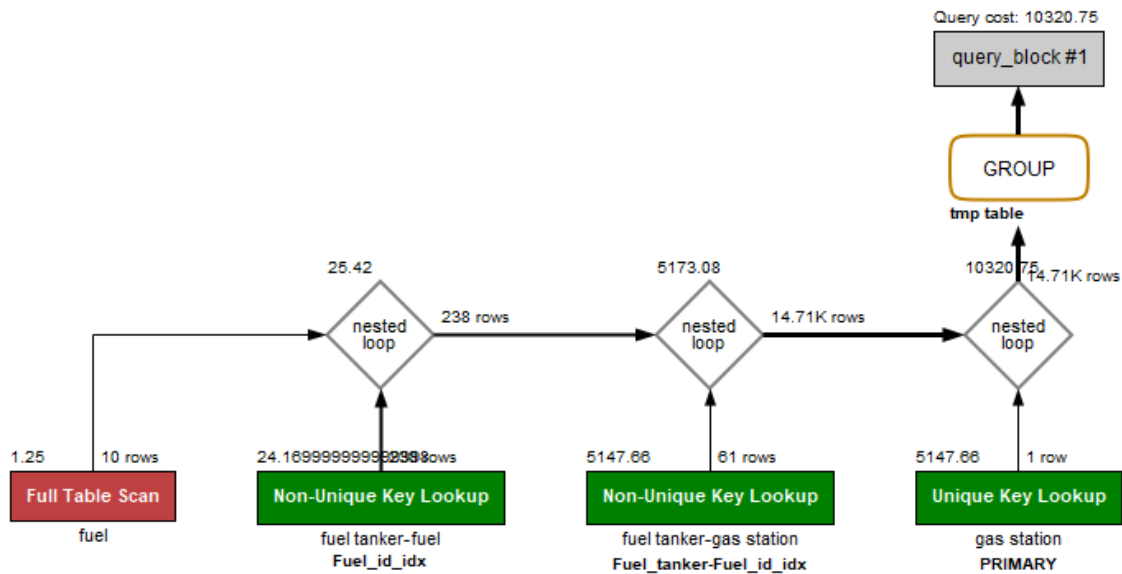 Query cost: 10320.75
query_block #1
GROUP
tmp table
25.42
5173.08
10320.75
14.71K rows
nested
loop
238 rows
nested
loop
14.71K rows
nested
loop
1.25
10 rows
5147.66
61 rows
5147.66
1 row
Full Table Scan
Non-Unique Key Lookup
Non-Unique Key Lookup
Unique Key Lookup
fuel
fuel tanker-fuel
Fuel_id_idx
fuel tanker-gas station
Fuel_tanker-Fuel_id_idx
gas station
PRIMARY